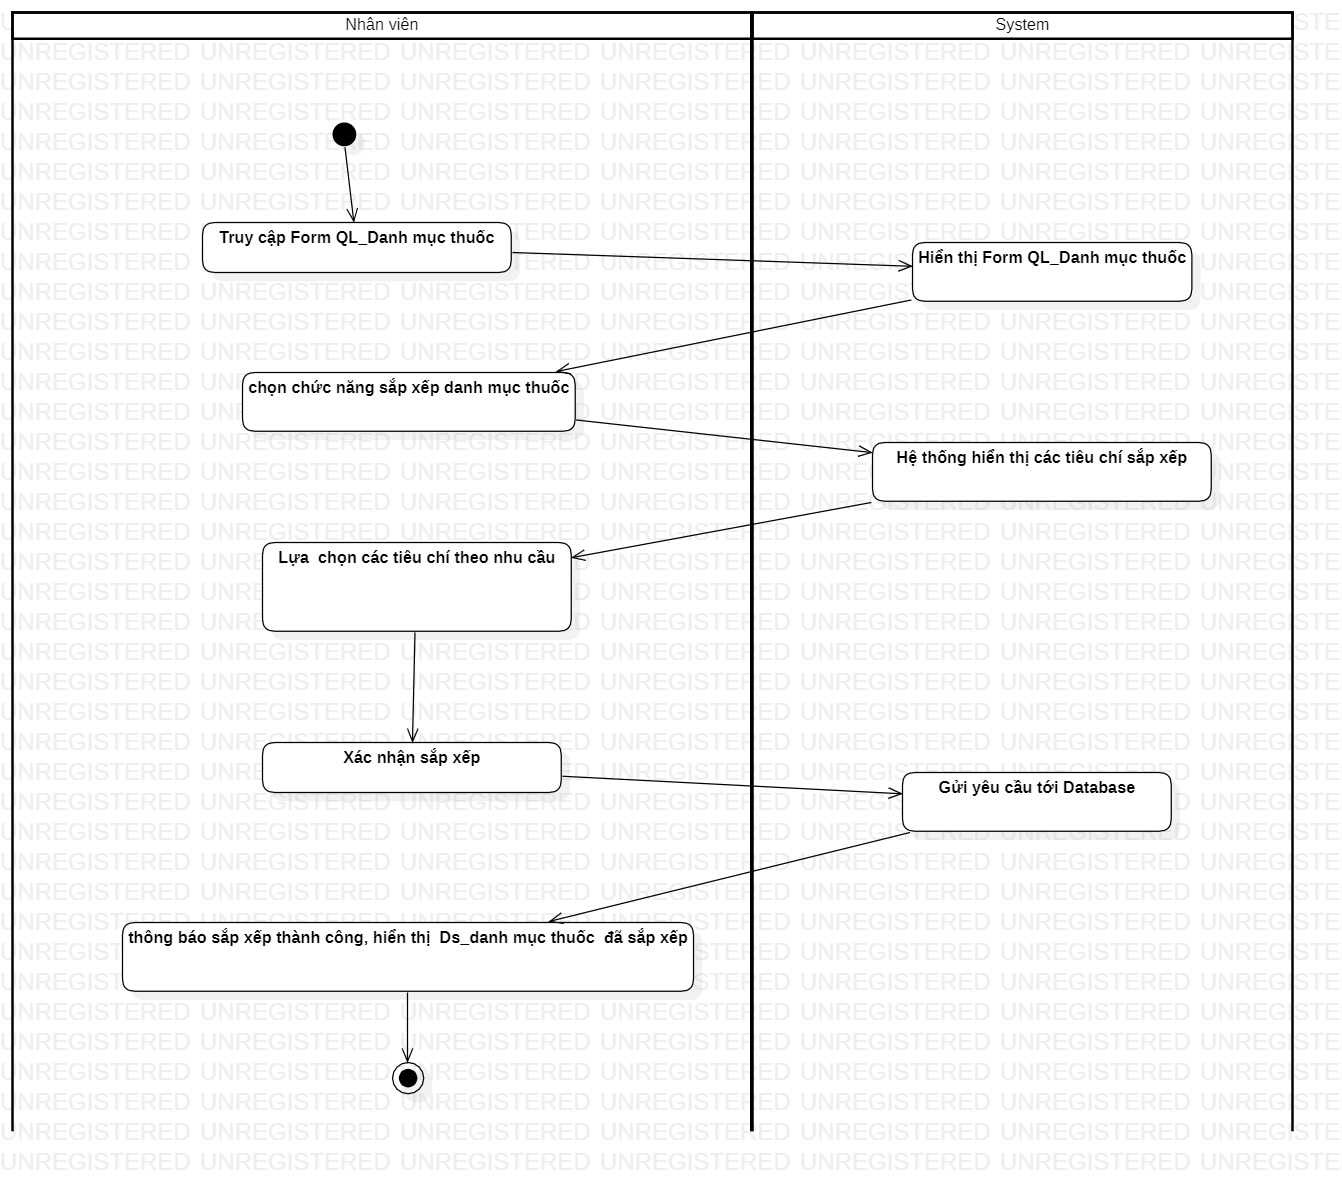 Nhân viên
System
Truy cập Form QL_Danh mục thuốc
Hiển thị Form QL_Danh mục thuốc
chọn chức năng sắp xếp danh mục thuốc
Hệ thống hiển thị các tiêu chí sắp xếp
Lựa  chọn các tiêu chí theo nhu cầu
Xác nhận sắp xếp
Gửi yêu cầu tới Database
thông báo sắp xếp thành công, hiển thị  Ds_danh mục thuốc  đã sắp xếp
UNREGISTERED